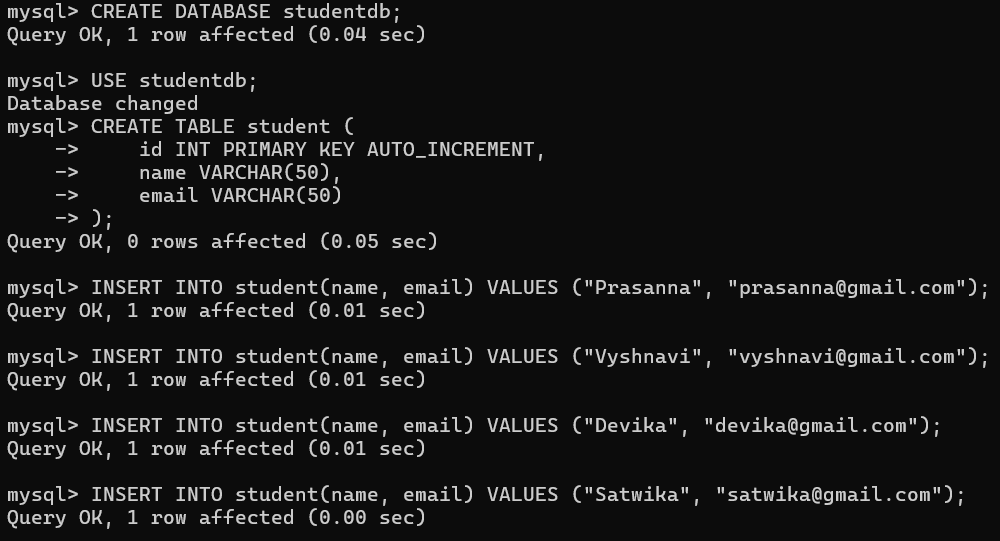 mysql> CREATE DATABASE studentdb;
Query OK, 1 row affected (0.04 sec)

mysql> USE studentdb;
Database changed
mysql> CREATE TABLE student (
    ->     id INT PRIMARY KEY AUTO_INCREMENT,
    ->     name VARCHAR(50),
    ->     email VARCHAR(50)
    -> );
Query OK, 0 rows affected (0.05 sec)

mysql> INSERT INTO student(name, email) VALUES ("Prasanna", "prasanna@gmail.com");
Query OK, 1 row affected (0.01 sec)

mysql> INSERT INTO student(name, email) VALUES ("Vyshnavi", "vyshnavi@gmail.com");
Query OK, 1 row affected (0.01 sec)

mysql> INSERT INTO student(name, email) VALUES ("Devika", "devika@gmail.com");
Query OK, 1 row affected (0.01 sec)

mysql> INSERT INTO student(name, email) VALUES ("Satwika", "satwika@gmail.com");
Query OK, 1 row affected (0.00 sec)